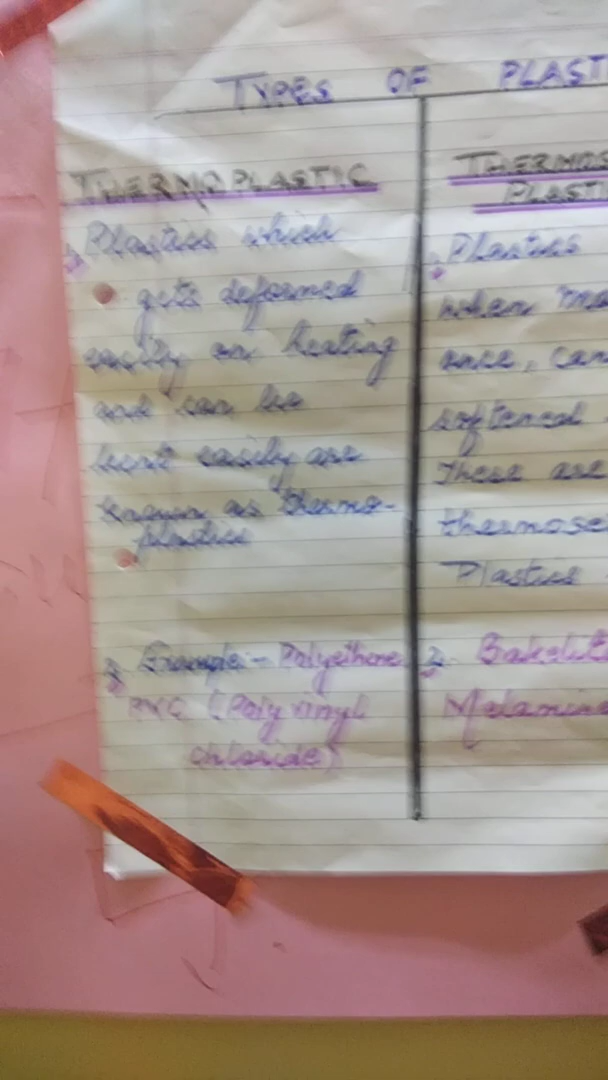 TYPES OF PLASTI
THERMOPLASTIC
1. Plastics which
gets deformed
easily on heating
and can be
bent easily are
known as thermo-
plastics
2. Example - Polyethene
PVC (Poly vinyl
chloride)
THERMOS
PLASTI
1. Plastics
when mo
once, can
softened
These are
thermose
Plastics
2. Bakelit
Melamine